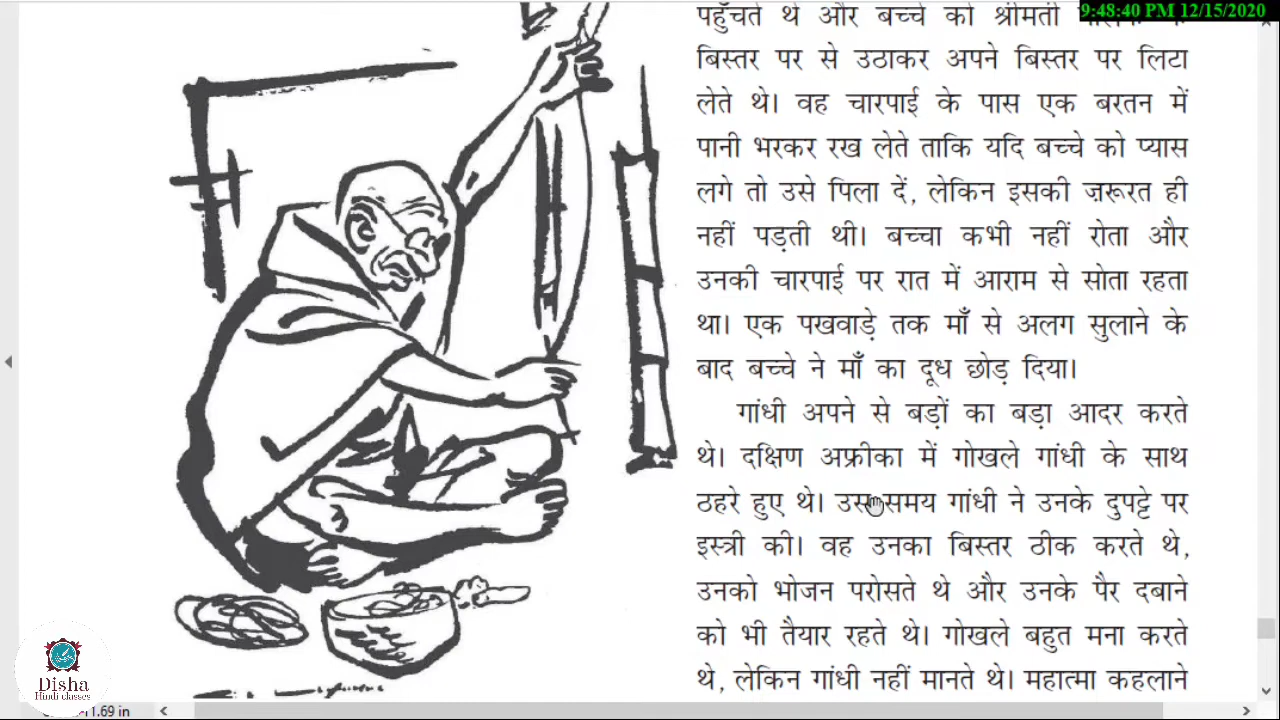 9:48:40 PM 12/15/2020
पहुँचते थे और बच्चे को श्रीमती
बिस्तर पर से उठाकर अपने बिस्तर पर लिटा
लेते थे। वह चारपाई के पास एक बरतन में
पानी भरकर रख लेते ताकि यदि बच्चे को प्यास
लगे तो उसे पिला दें, लेकिन इसकी ज़रूरत ही
नहीं पड़ती थी। बच्चा कभी नहीं रोता और
उनकी चारपाई पर रात में आराम से सोता रहता
था। एक पखवाड़े तक माँ से अलग सुलाने के
बाद बच्चे ने माँ का दूध छोड़ दिया।
गांधी अपने से बड़ों का बड़ा आदर करते
थे। दक्षिण अफ्रीका में गोखले गांधी के साथ
ठहरे हुए थे। उस समय गांधी ने उनके दुपट्टे पर
इस्त्री की। वह उनका बिस्तर ठीक करते थे,
उनको भोजन परोसते थे और उनके पैर दबाने
को भी तैयार रहते थे। गोखले बहुत मना करते
थे, लेकिन गांधी नहीं मानते थे। महात्मा कहलाने
Disha
Hindi classes
1.69 in